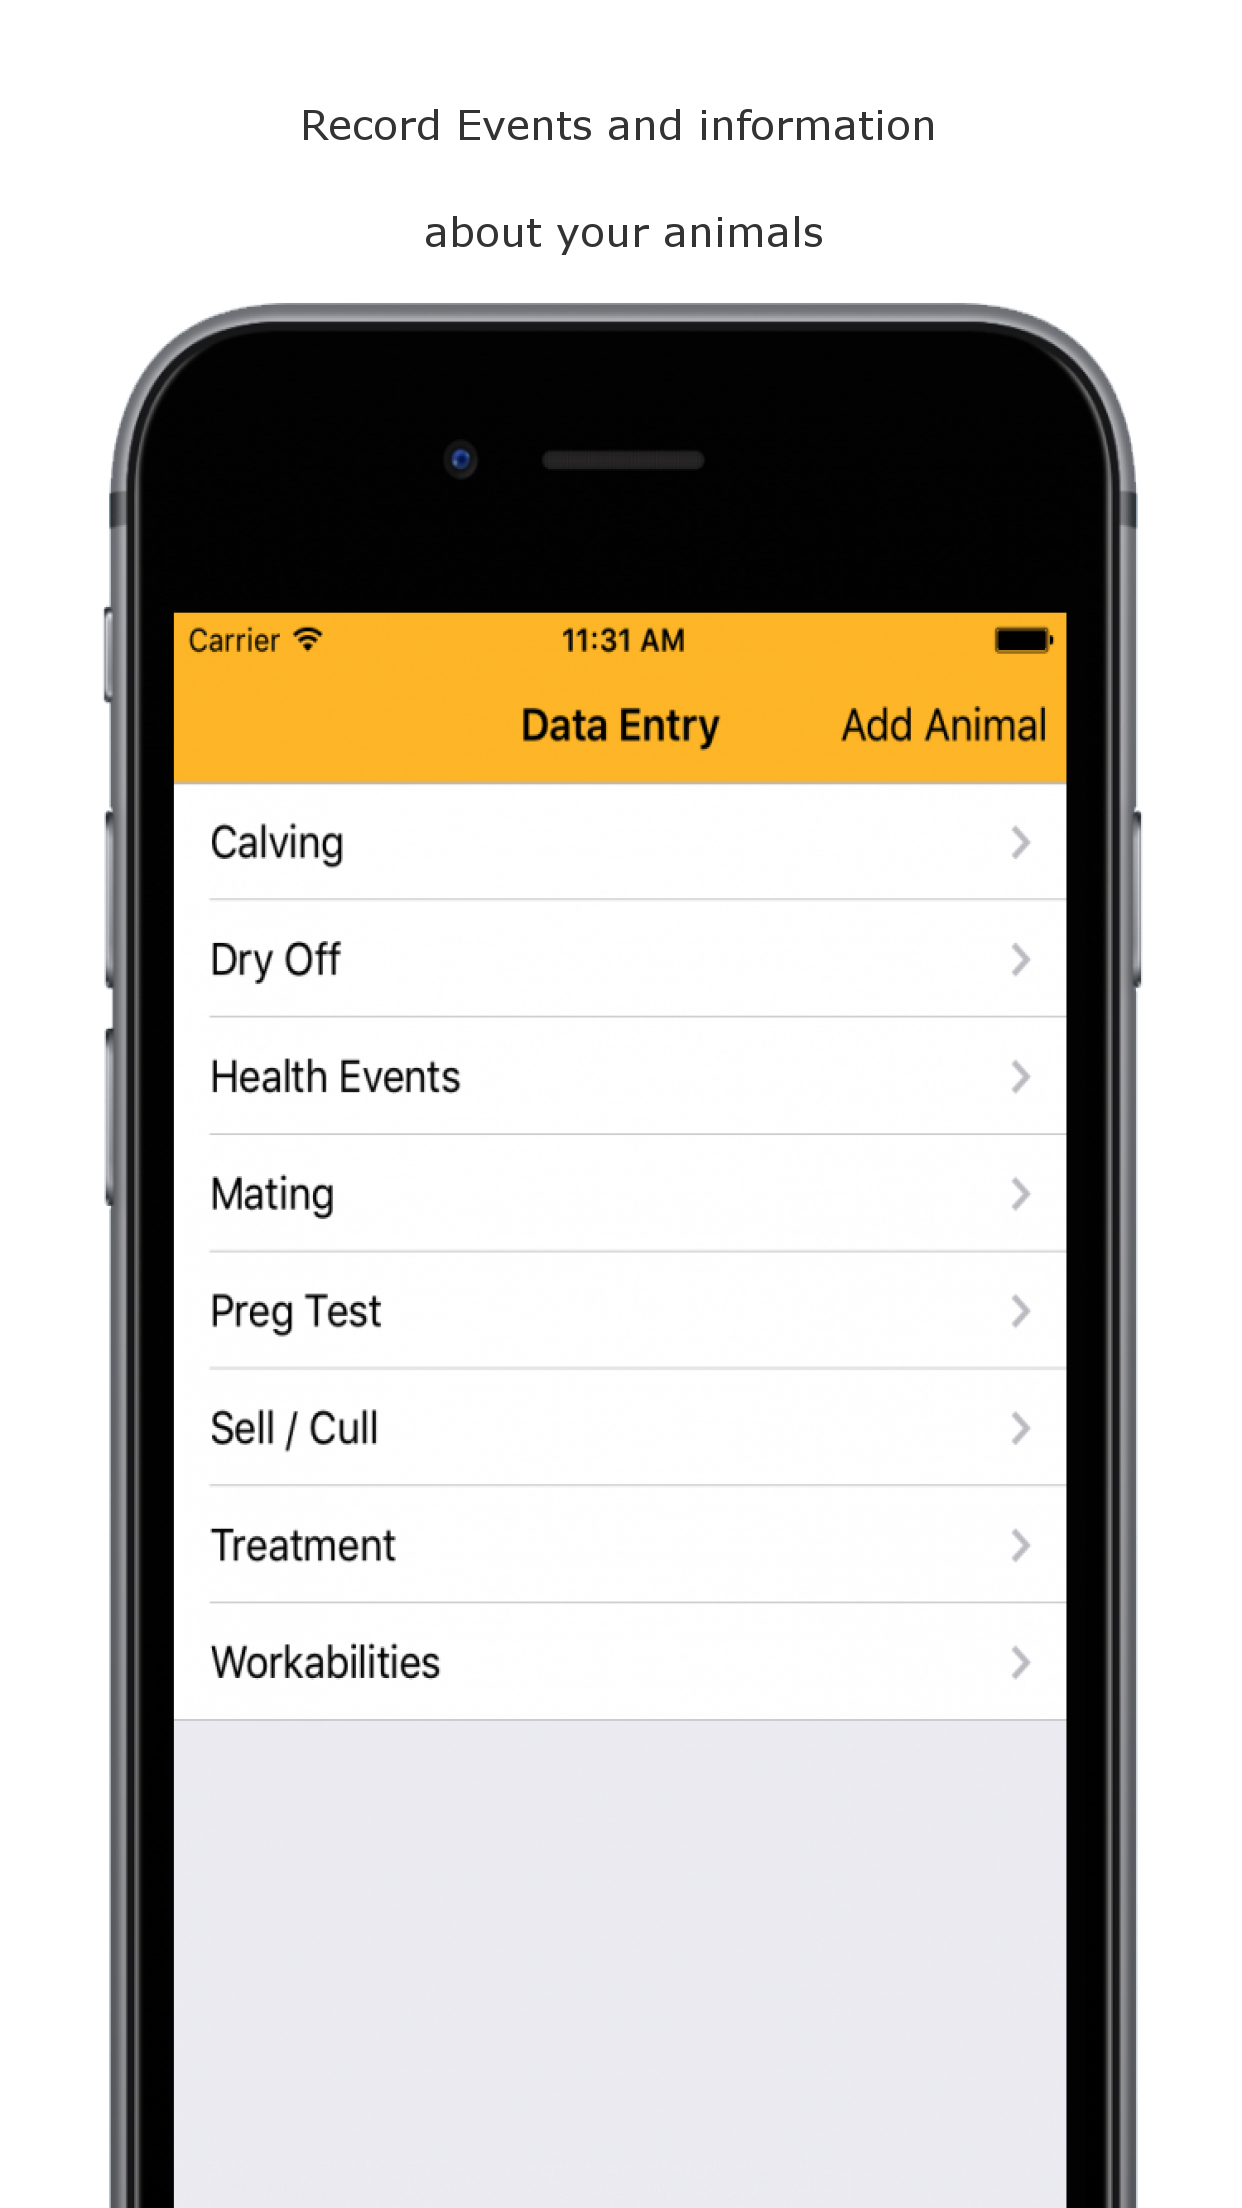 Record Events and information
about your animals
Carrier 11:31 AM
Data Entry Add Animal
Calving
Dry Off
Health Events
Mating
Preg Test
Sell / Cull
Treatment
Workabilities